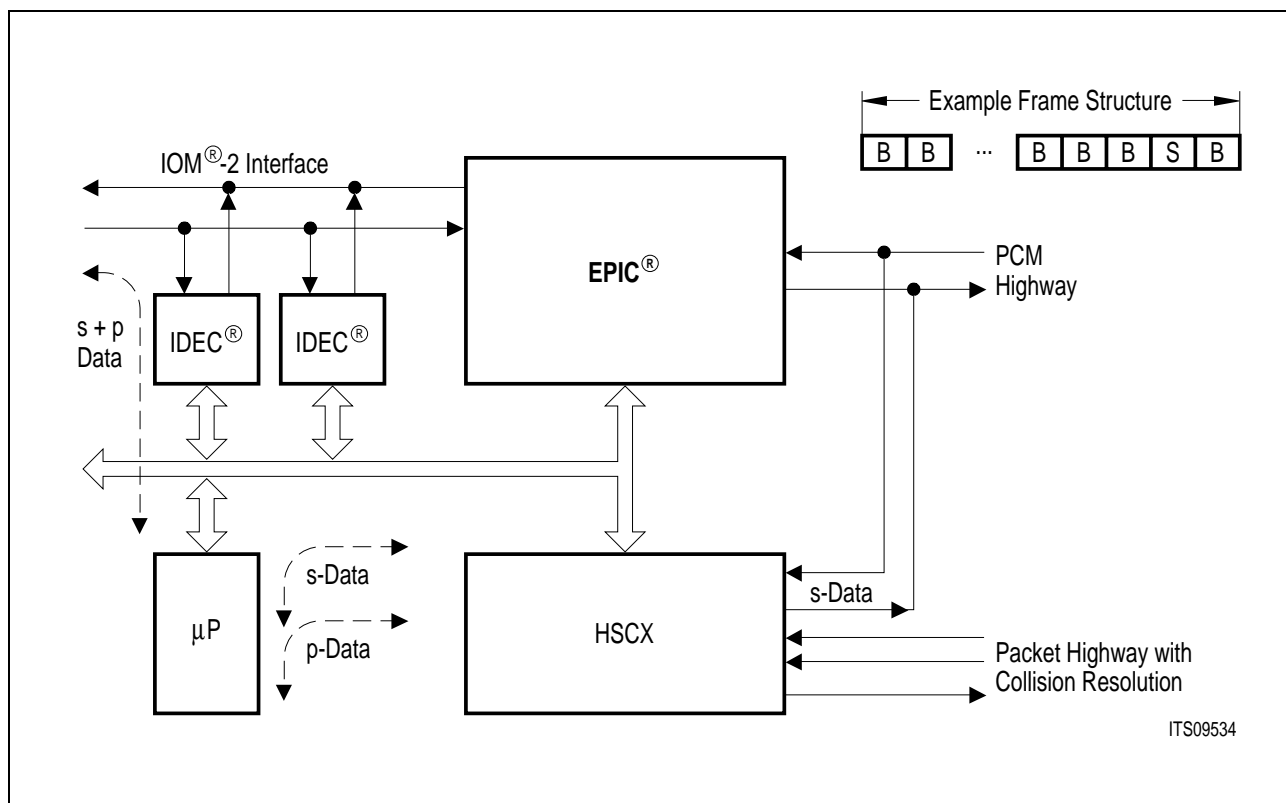 Example Frame Structure
B B ... B B B S B
IOM®-2 Interface
EPIC®
PCM
Highway
s + p
Data
IDEC® IDEC®
s-Data
p-Data
μP
HSCX
s-Data
Packet Highway with
Collision Resolution
ITS09534